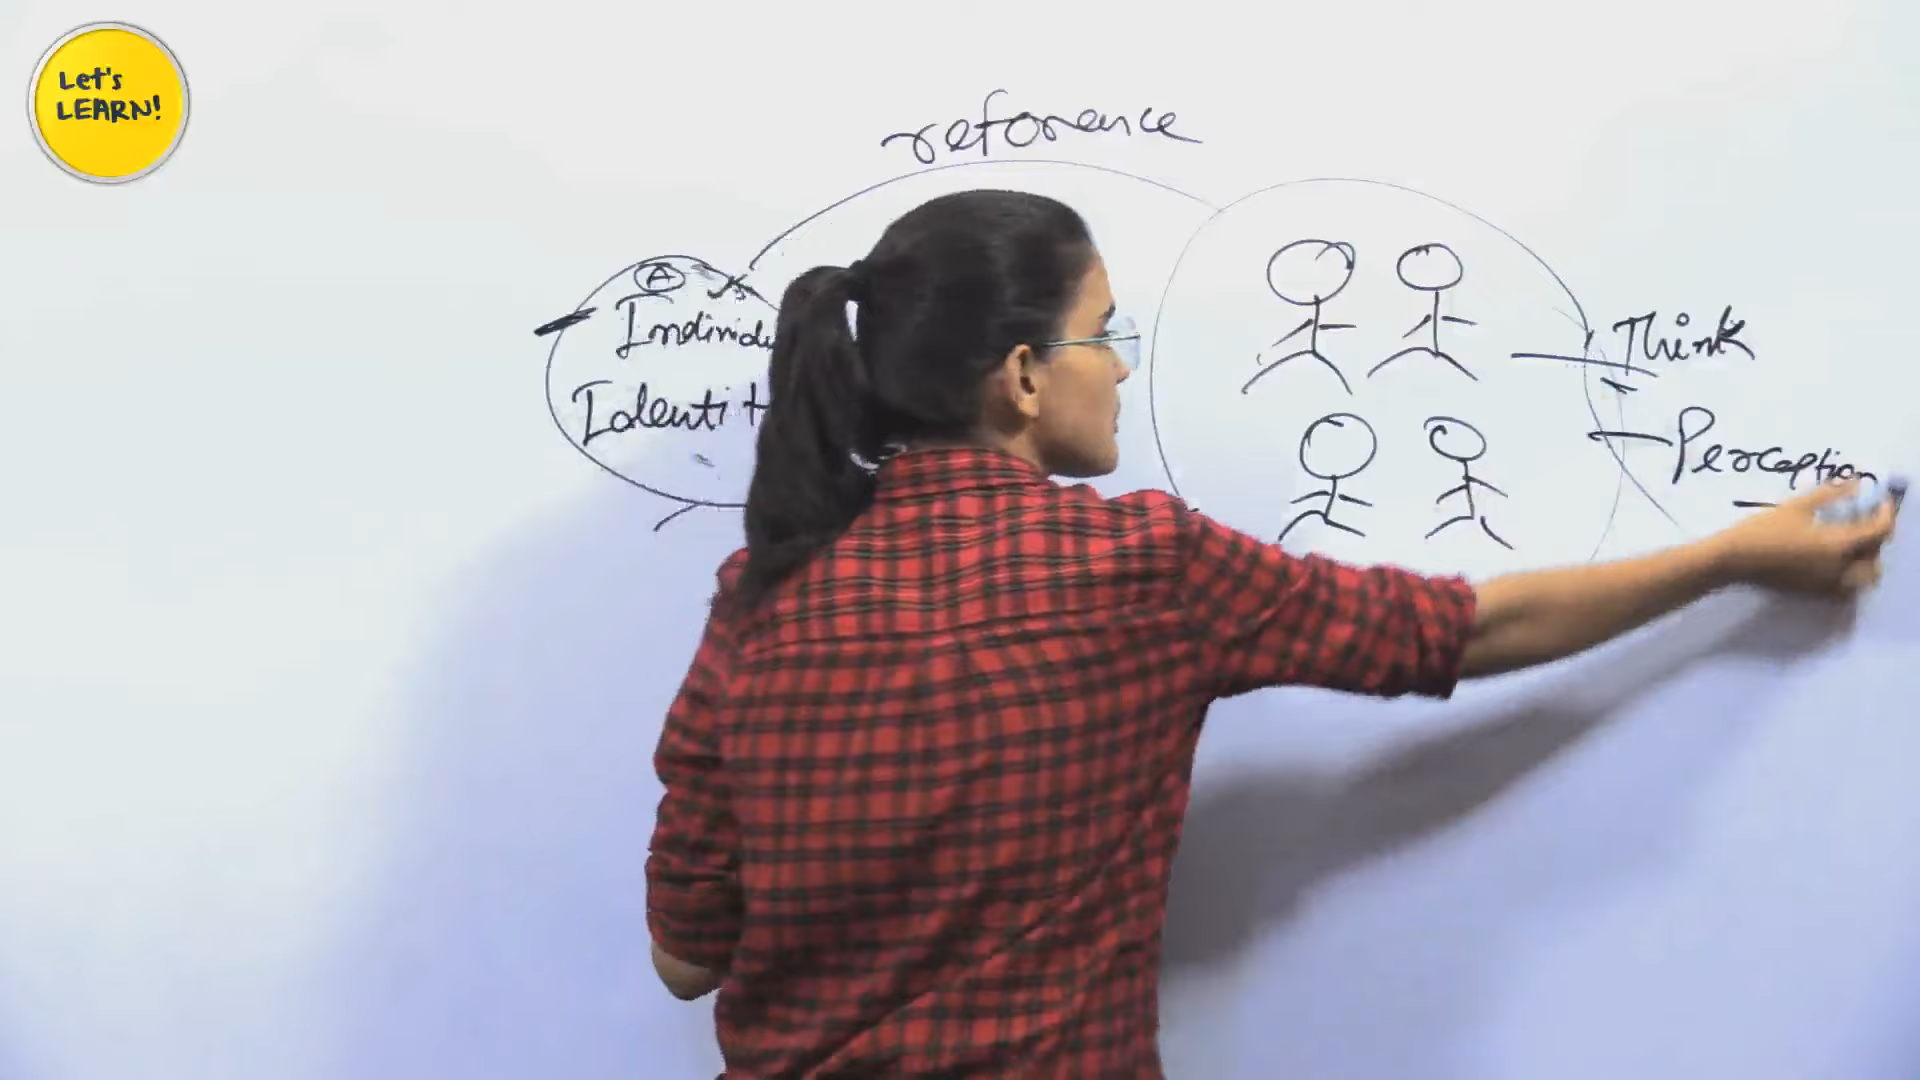 Let's
LEARN!
reference
A
Individu
Identit
Think
Perception